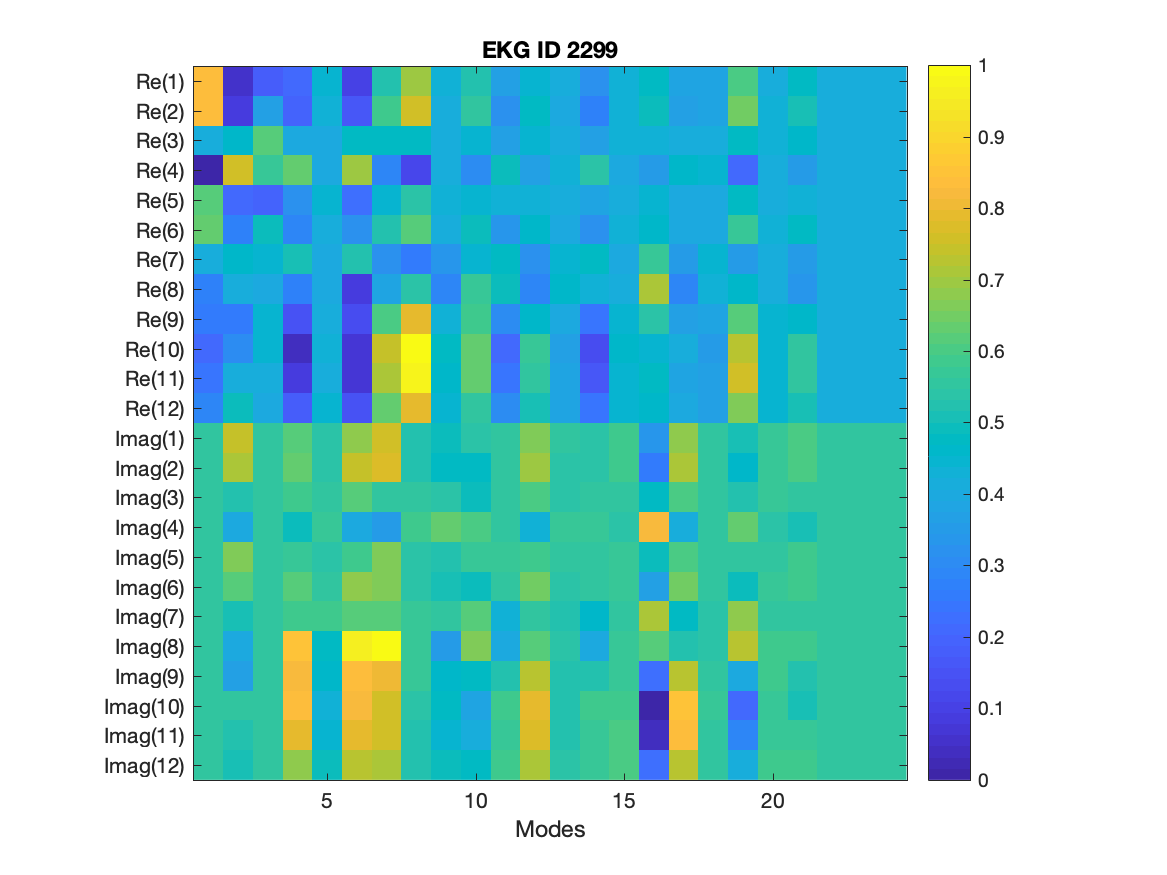 EKG ID 2299
Re(1)
Re(2)
Re(3)
Re(4)
Re(5)
Re(6)
Re(7)
Re(8)
Re(9)
Re(10)
Re(11)
Re(12)
Imag(1)
Imag(2)
Imag(3)
Imag(4)
Imag(5)
Imag(6)
Imag(7)
Imag(8)
Imag(9)
Imag(10)
Imag(11)
Imag(12)
5 10 15 20
Modes
1
0.9
0.8
0.7
0.6
0.5
0.4
0.3
0.2
0.1
0